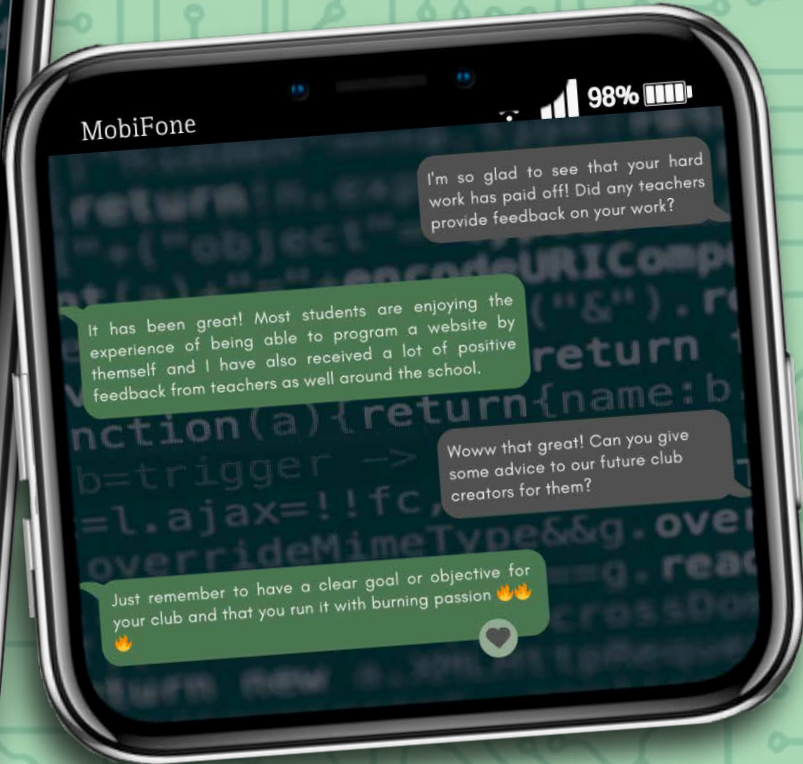 MobiFone
98%
I'm so glad to see that your hard
work has paid off! Did any teachers
provide feedback on your work?
It has been great! Most students are enjoying the
experience of being able to program a website by
themself and I have also received a lot of positive
feedback from teachers as well around the school.
Woww that great! Can you give
some advice to our future club
creators for them?
Just remember to have a clear goal or objective for
your club and that you run it with burning passion 🔥🔥
🔥
return
"object"
encodeURIComp
("&").r
return
nction(a){return{name:b
b=trigger ->
=l.ajax=!!fc,
overrideMimeType&&g.over
==g.read
crossDo
turn new